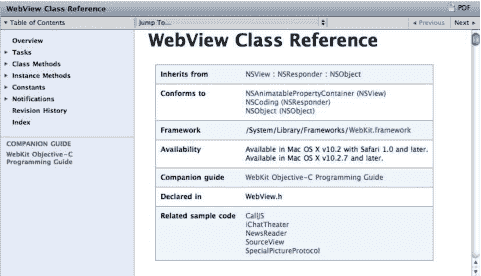 WebView Class Reference
PDF
Table of Contents
Jump To...
Previous
Next
Overview
Tasks
Class Methods
Instance Methods
Constants
Notifications
Revision History
Index
COMPANION GUIDE
WebKit Objective-C
Programming Guide
WebView Class Reference
Inherits from NSView : NSResponder : NSObject
Conforms to NSAnimatablePropertyContainer (NSView)
NSCoding (NSResponder)
NSObject (NSObject)
Framework /System/Library/Frameworks/WebKit.framework
Availability Available in Mac OS X v10.2 with Safari 1.0 and later.
Available in Mac OS X v10.2.7 and later.
Companion guide WebKit Objective-C Programming Guide
Declared in WebView.h
Related sample code CallJS
iChatTheater
NewsReader
SourceView
SpecialPictureProtocol